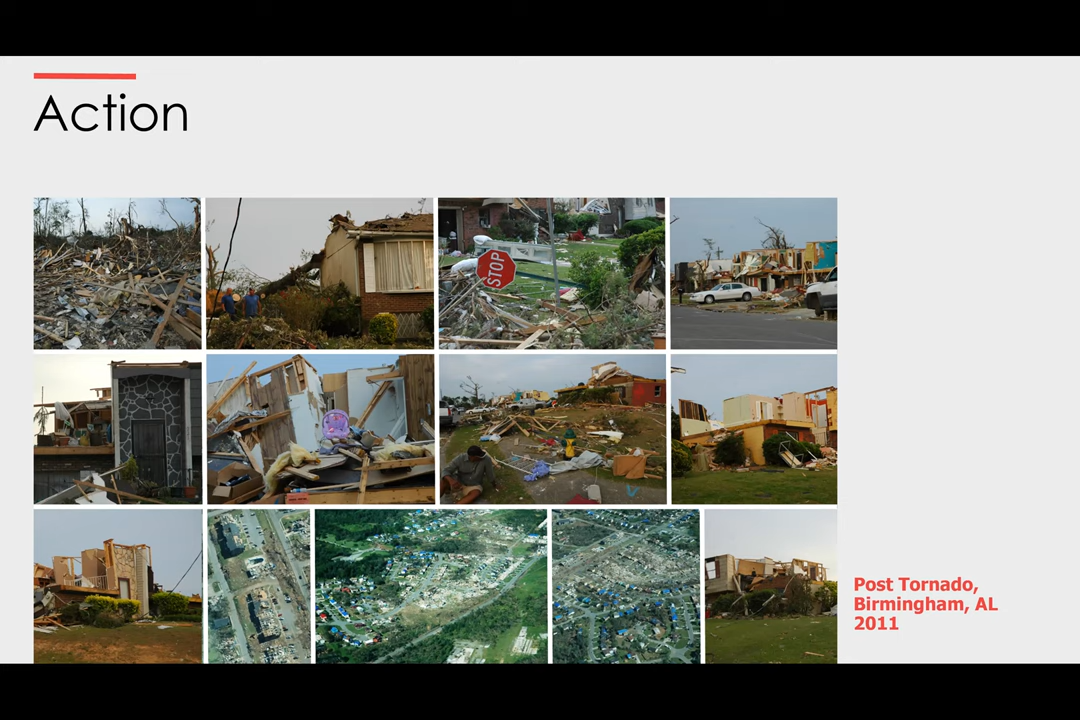 Action
STOP
Post Tornado,
Birmingham, AL
2011